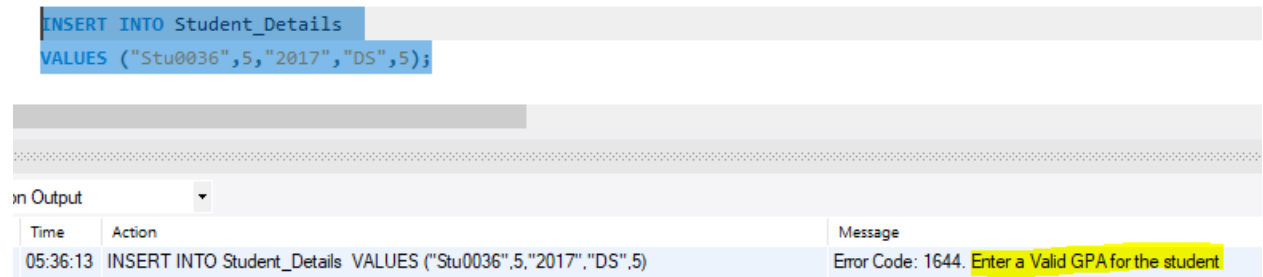 INSERT INTO Student_Details
VALUES ("Stu0036",5,"2017","DS",5);
on Output
Time Action Message
05:36:13 INSERT INTO Student_Details VALUES ("Stu0036",5,"2017","DS",5) Error Code: 1644. Enter a Valid GPA for the student